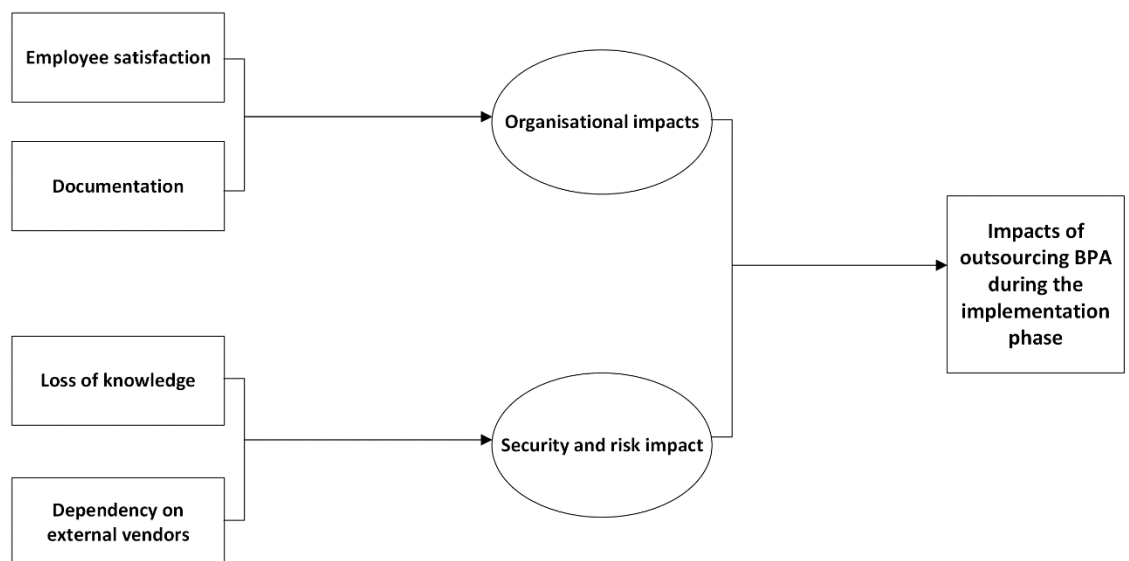 Employee satisfaction
Documentation
Organisational impacts
Loss of knowledge
Dependency on
external vendors
Security and risk impact
Impacts of
outsourcing BPA
during the
implementation
phase